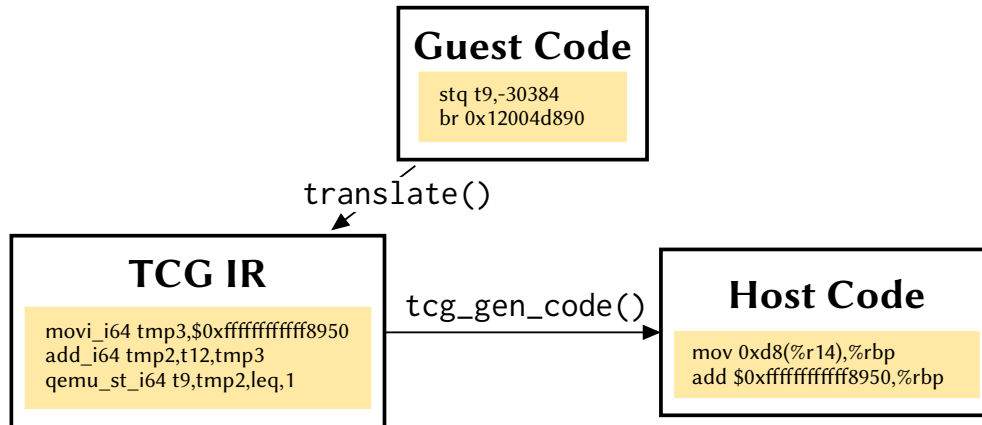 Guest Code
stq t9,-30384
br 0x12004d890
translate()
TCG IR
movi_i64 tmp3,$0xffffffffffff8950
add_i64 tmp2,t12,tmp3
qemu_st_i64 t9,tmp2,leq,1
tcg_gen_code()
Host Code
mov 0xd8(%r14),%rbp
add $0xffffffffffff8950,%rbp